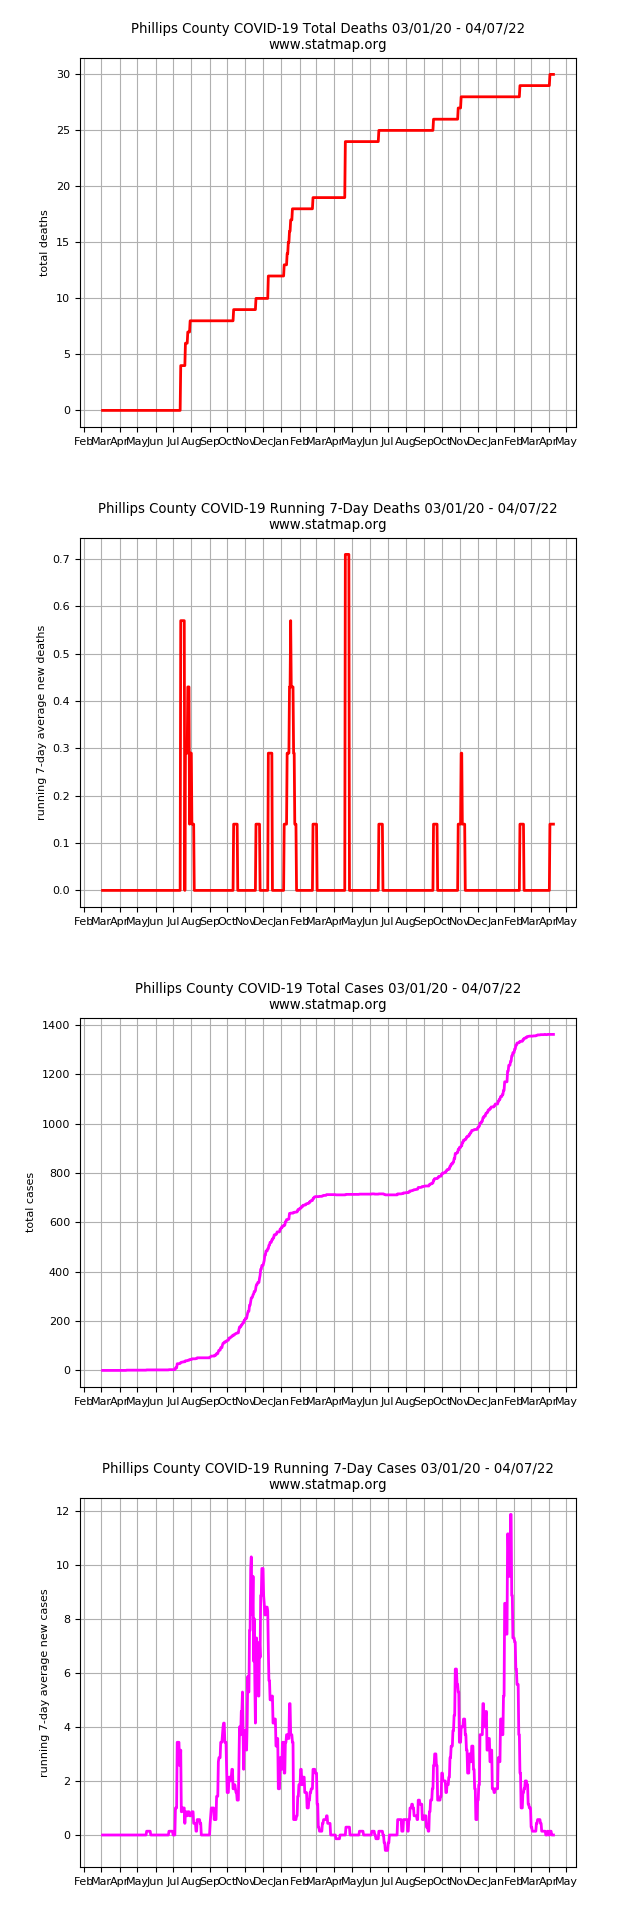 Phillips County COVID-19 Total Deaths 03/01/20 - 04/07/22
www.statmap.org
30
25
20
15
10
5
0
total deaths
Feb Mar Apr May Jun Jul Aug Sep Oct Nov Dec Jan Feb Mar Apr May Jun Jul Aug Sep Oct Nov Dec Jan Feb Mar Apr May
Phillips County COVID-19 Running 7-Day Deaths 03/01/20 - 04/07/22
www.statmap.org
0.7
0.6
0.5
0.4
0.3
0.2
0.1
0.0
running 7-day average new deaths
Feb Mar Apr May Jun Jul Aug Sep Oct Nov Dec Jan Feb Mar Apr May Jun Jul Aug Sep Oct Nov Dec Jan Feb Mar Apr May
Phillips County COVID-19 Total Cases 03/01/20 - 04/07/22
www.statmap.org
1400
1200
1000
800
600
400
200
0
total cases
Feb Mar Apr May Jun Jul Aug Sep Oct Nov Dec Jan Feb Mar Apr May Jun Jul Aug Sep Oct Nov Dec Jan Feb Mar Apr May
Phillips County COVID-19 Running 7-Day Cases 03/01/20 - 04/07/22
www.statmap.org
12
10
8
6
4
2
0
running 7-day average new cases
Feb Mar Apr May Jun Jul Aug Sep Oct Nov Dec Jan Feb Mar Apr May Jun Jul Aug Sep Oct Nov Dec Jan Feb Mar Apr May